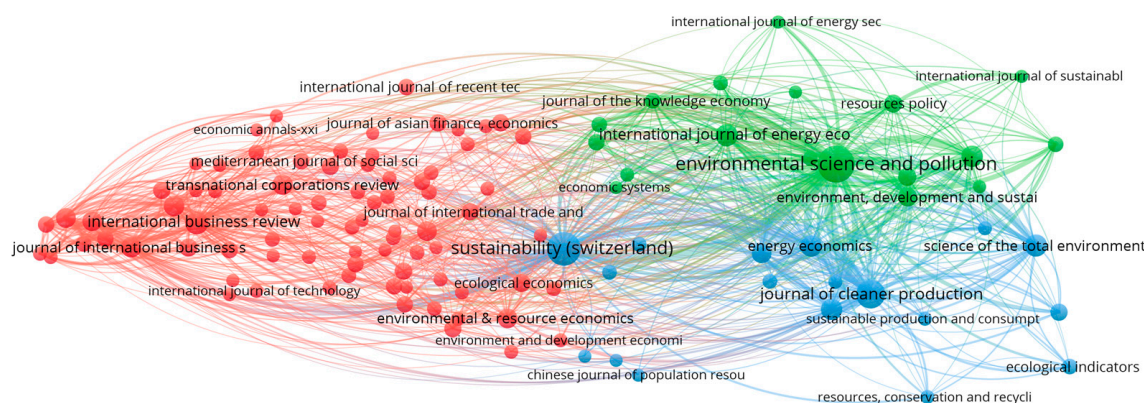 international journal of energy sec
international journal of sustainabl
international journal of recent tec
journal of the knowledge economy
resources policy
economic annals-xxi
journal of asian finance, economics
international journal of energy eco
mediterranean journal of social sci
environmental science and pollution
transnational corporations review
economic systems
environment, development and sustai
international business review
journal of international trade and
journal of international business s
sustainability (switzerland)
energy economics
science of the total environment
international journal of technology
ecological economics
journal of cleaner production
environmental & resource economics
sustainable production and consumpt
environment and development economi
chinese journal of population resou
ecological indicators
resources, conservation and recycli